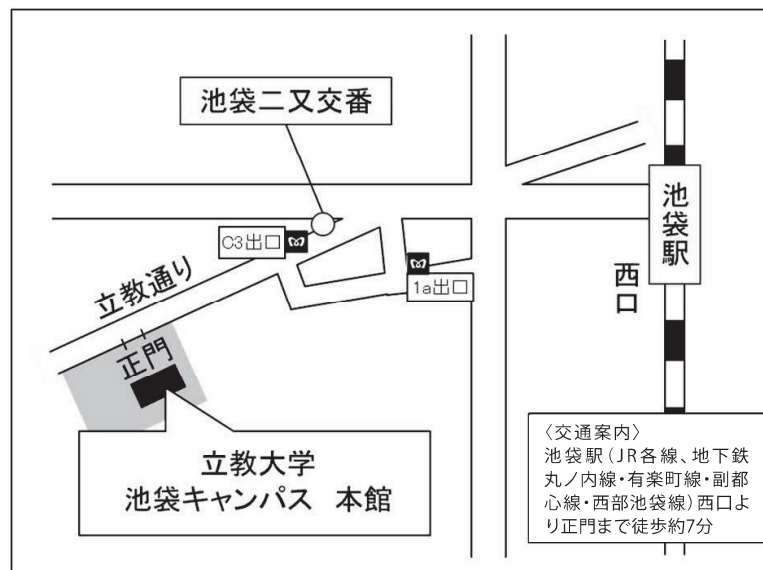 池袋二又交番
池袋駅
C3出口
西口
立教通り
1a出口
正門
立教大学
池袋キャンパス 本館
〈交通案内〉
池袋駅(JR各線、地下鉄
丸ノ内線・有楽町線・副都
心線・西部池袋線)西口よ
り正門まで徒歩約7分